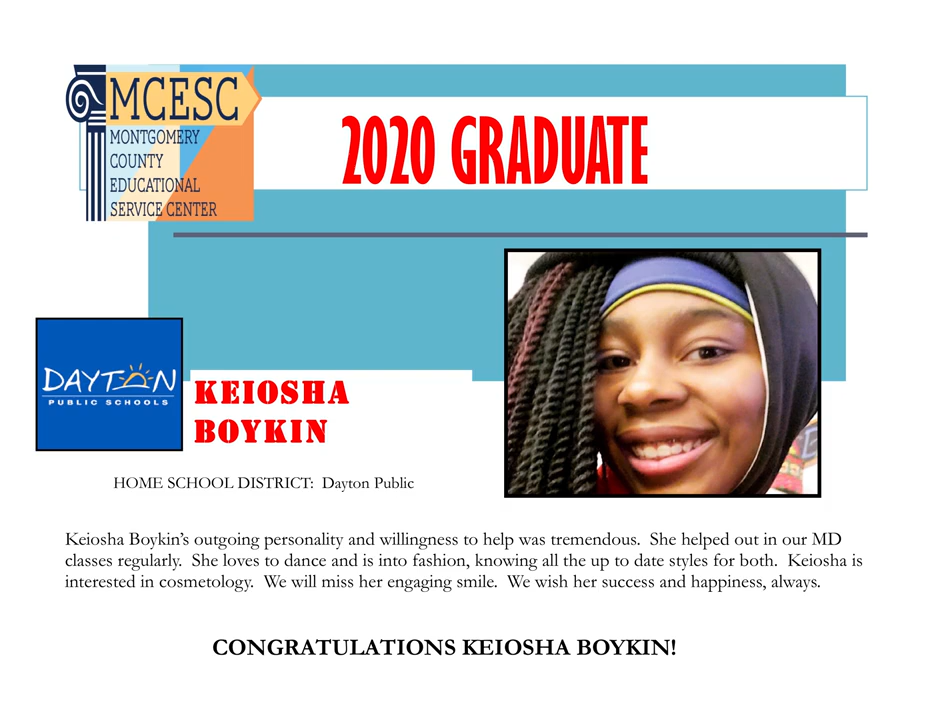 MCESC
MONTGOMERY
COUNTY
EDUCATIONAL
SERVICE CENTER
2020 GRADUATE
DAYTON
PUBLIC SCHOOLS
KEIOSHA
BOYKIN
HOME SCHOOL DISTRICT:  Dayton Public
Keiosha Boykin’s outgoing personality and willingness to help was tremendous.  She helped out in our MD
classes regularly.  She loves to dance and is into fashion, knowing all the up to date styles for both.  Keiosha is
interested in cosmetology.  We will miss her engaging smile.  We wish her success and happiness, always.
CONGRATULATIONS KEIOSHA BOYKIN!